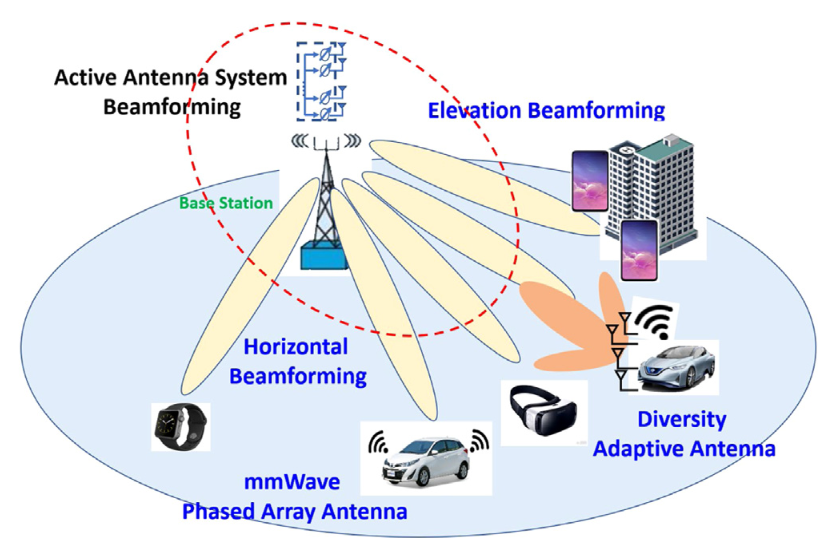 Active Antenna System
Beamforming
Elevation Beamforming
Base Station
Horizontal
Beamforming
Diversity
Adaptive Antenna
mmWave
Phased Array Antenna